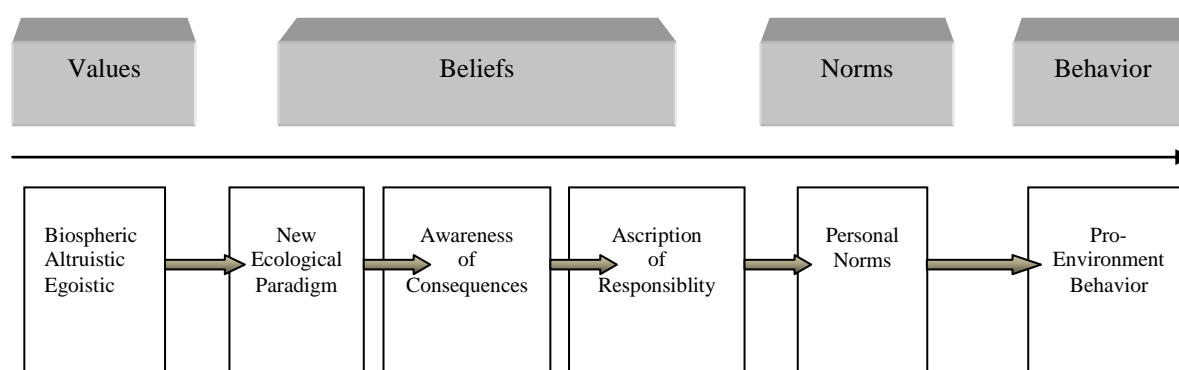 Values
Beliefs
Norms
Behavior
Biospheric
Altruistic
Egoistic
New
Ecological
Paradigm
Awareness
of
Consequences
Ascription
of
Responsiblity
Personal
Norms
Pro-
Environment
Behavior